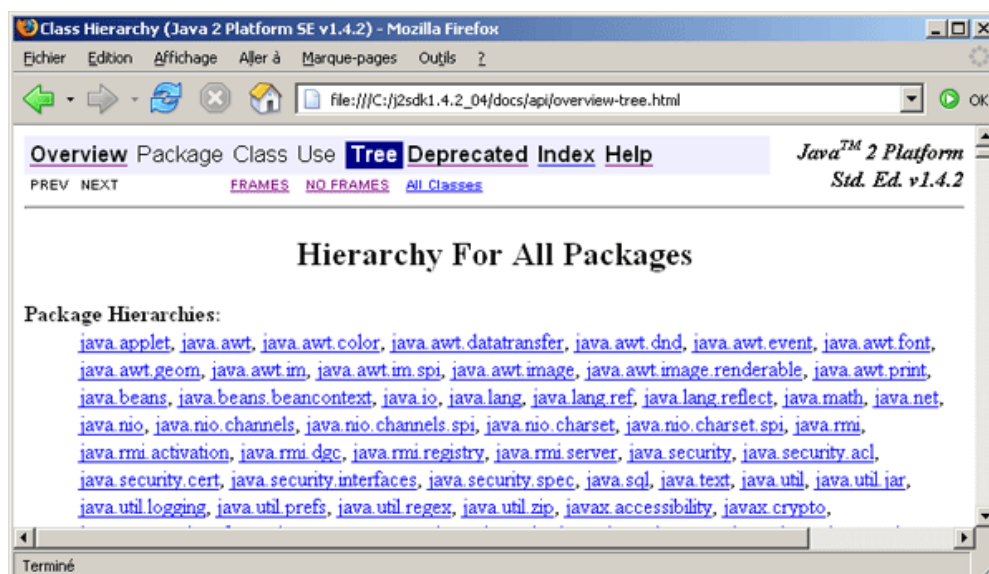 Class Hierarchy (Java 2 Platform SE v1.4.2) - Mozilla Firefox
Fichier Edition Affichage Aller à Marque-pages Outils ?
file:///C:/j2sdk1.4.2_04/docs/api/overview-tree.html OK
Overview Package Class Use Tree Deprecated Index Help
Java™ 2 Platform
Std. Ed. v1.4.2
PREV NEXT FRAMES NO FRAMES All Classes
Hierarchy For All Packages
Package Hierarchies:
java.applet, java.awt, java.awt.color, java.awt.datatransfer, java.awt.dnd, java.awt.event, java.awt.font,
java.awt.geom, java.awt.im, java.awt.im.spi, java.awt.image, java.awt.image.renderable, java.awt.print,
java.beans, java.beans.beancontext, java.io, java.lang, java.lang.ref, java.lang.reflect, java.math, java.net,
java.nio, java.nio.channels, java.nio.channels.spi, java.nio.charset, java.nio.charset.spi, java.rmi,
java.rmi.activation, java.rmi.dgc, java.rmi.registry, java.rmi.server, java.security, java.security.acl,
java.security.cert, java.security.interfaces, java.security.spec, java.sql, java.text, java.util, java.util.jar,
java.util.logging, java.util.prefs, java.util.regex, java.util.zip, javax.accessibility, javax.crypto,
Terminé